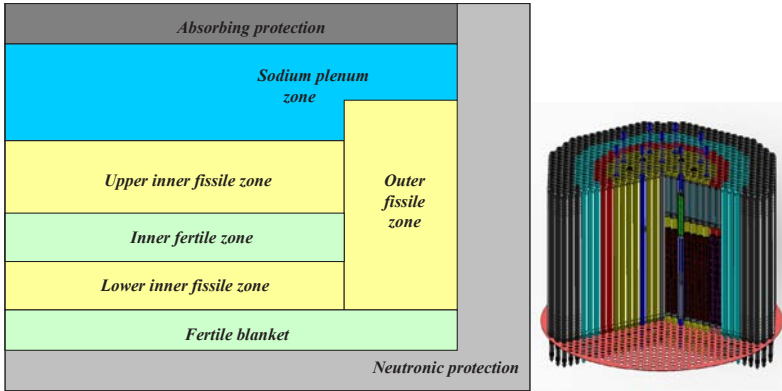 Absorbing protection
Sodium plenum
zone
Upper inner fissile zone
Outer
fissile
zone
Inner fertile zone
Lower inner fissile zone
Fertile blanket
Neutronic protection